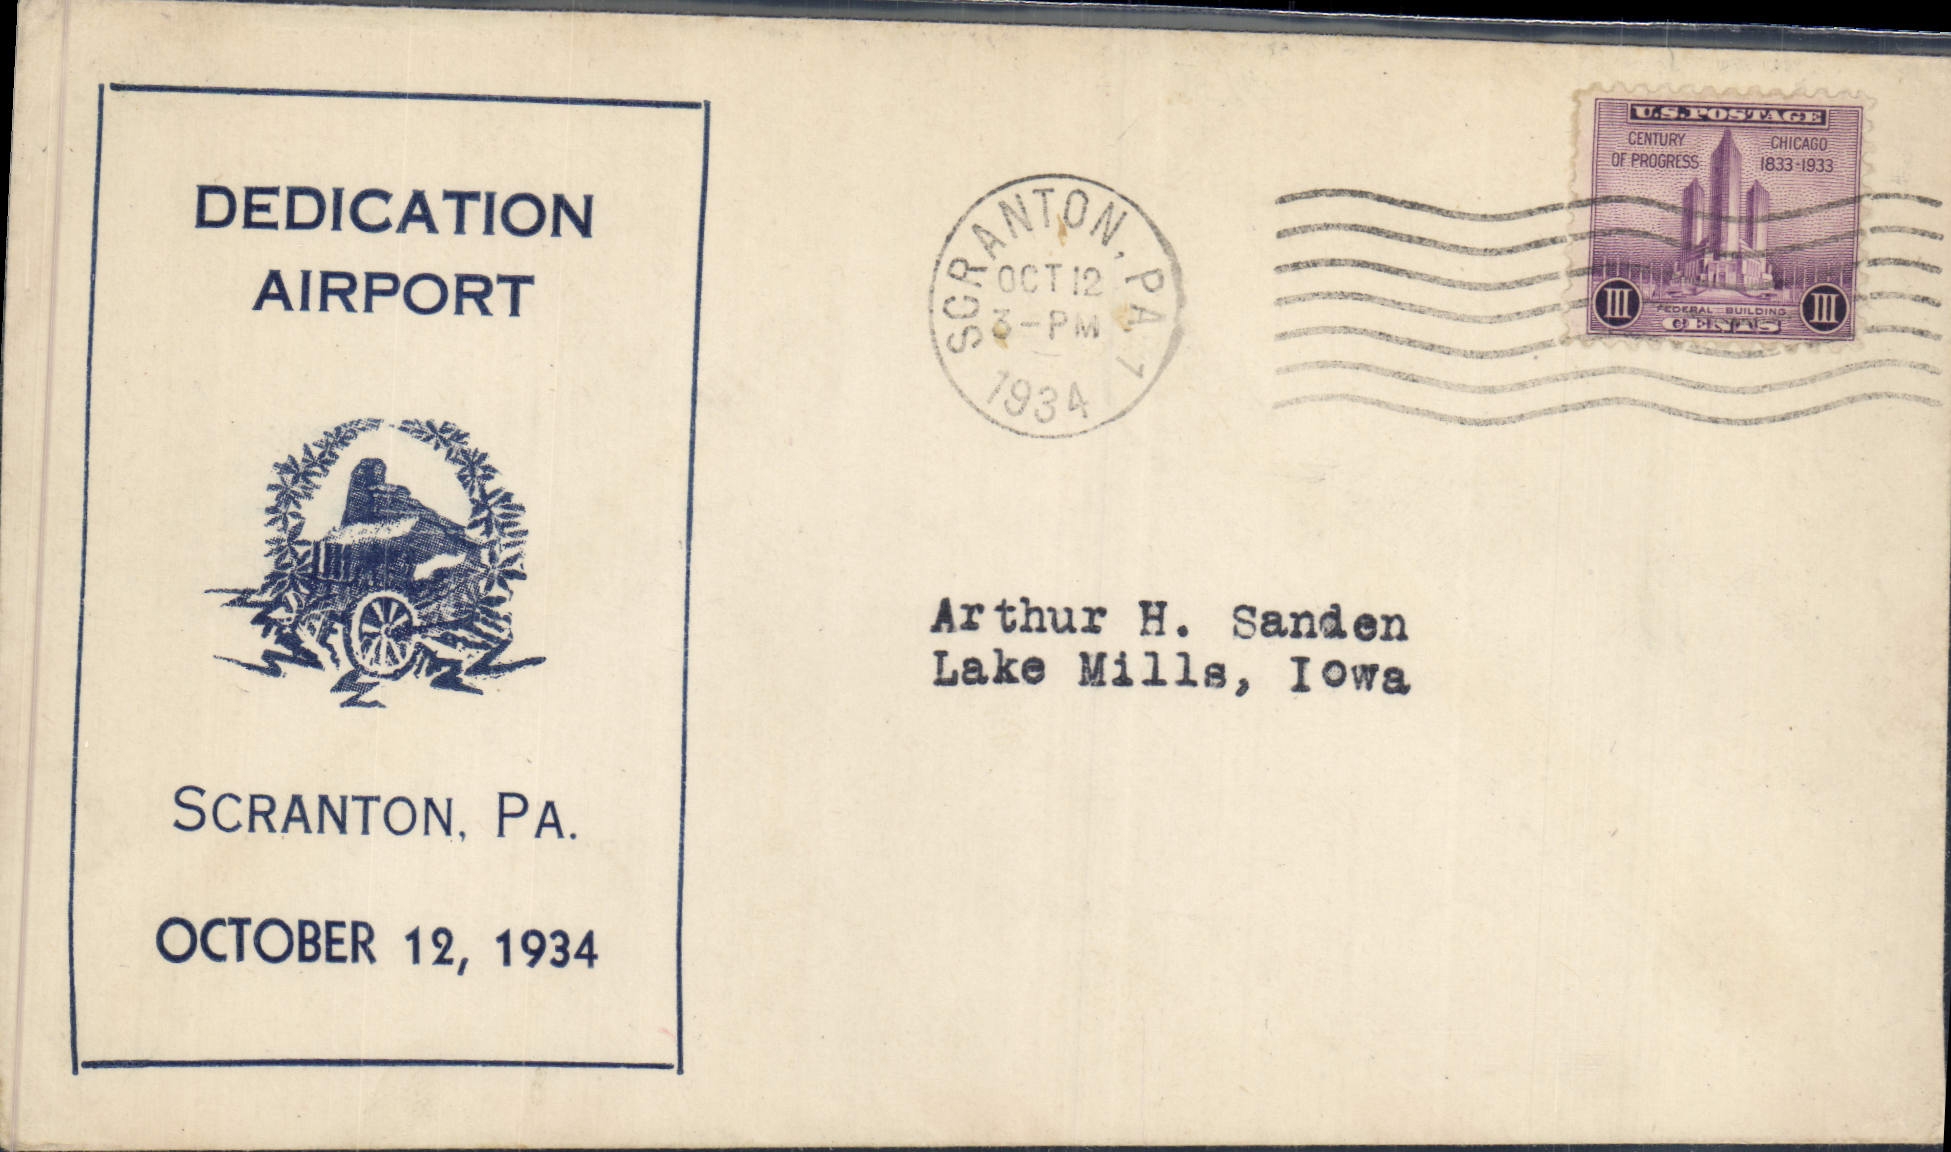 DEDICATION
AIRPORT
SCRANTON, PA.
OCTOBER 12, 1934
SCRANTON, PA. 1
OCT 12
3-PM
1934
U.S. POSTAGE
CENTURY
OF PROGRESS
CHICAGO
1833-1933
III
FEDERAL BUILDING
III
CENTS
Arthur H. Sanden
Lake Mills, Iowa